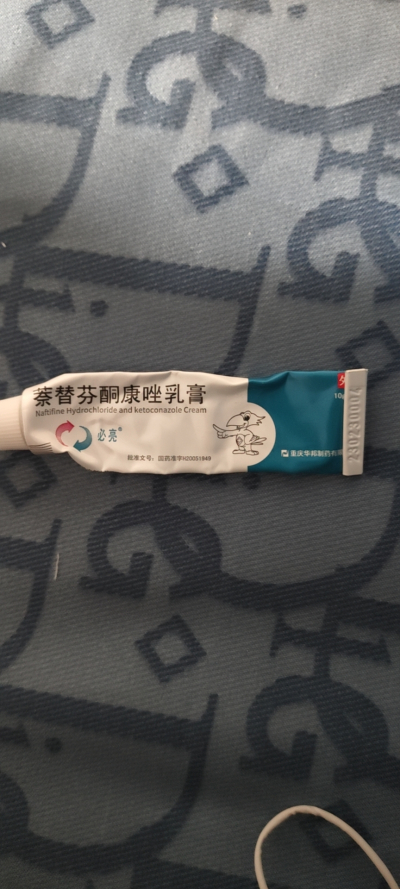 萘替芬酮康唑乳膏
Naftifine Hydrochloride and ketoconazole Cream
必亮®
批准文号：国药准字H20051849
重庆华邦制药有限
10g